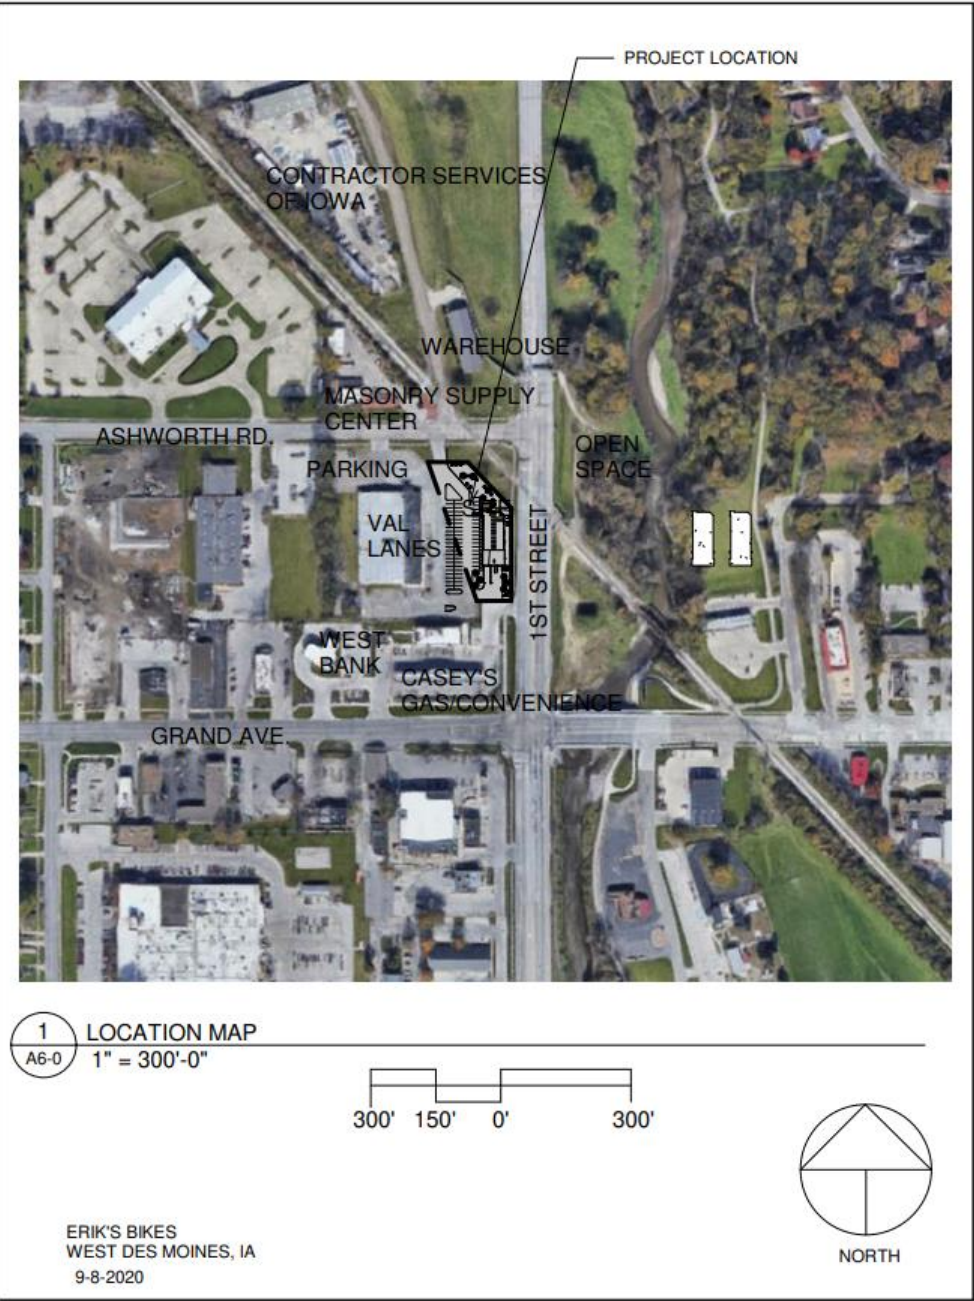 PROJECT LOCATION
CONTRACTOR SERVICES
OF IOWA
WAREHOUSE
MASONRY SUPPLY
CENTER
ASHWORTH RD.
OPEN
SPACE
PARKING
VAL
LANES
1ST STREET
WEST
BANK
CASEY'S
GAS/CONVENIENCE
GRAND AVE.
1
A6-0
LOCATION MAP
1" = 300'-0"
300' 150' 0' 300'
NORTH
ERIK'S BIKES
WEST DES MOINES, IA
9-8-2020